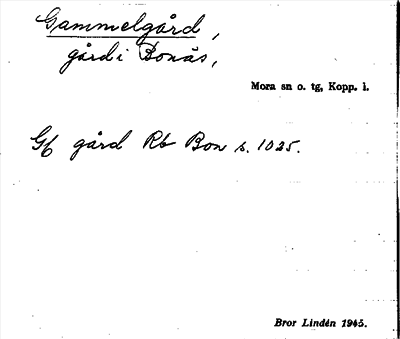 Gammelgård,
gård i Bonäs,
Mora sn o. tg, Kopp. l.
Gf gård Rb Bon s. 1025.
Bror Lindén 1945.